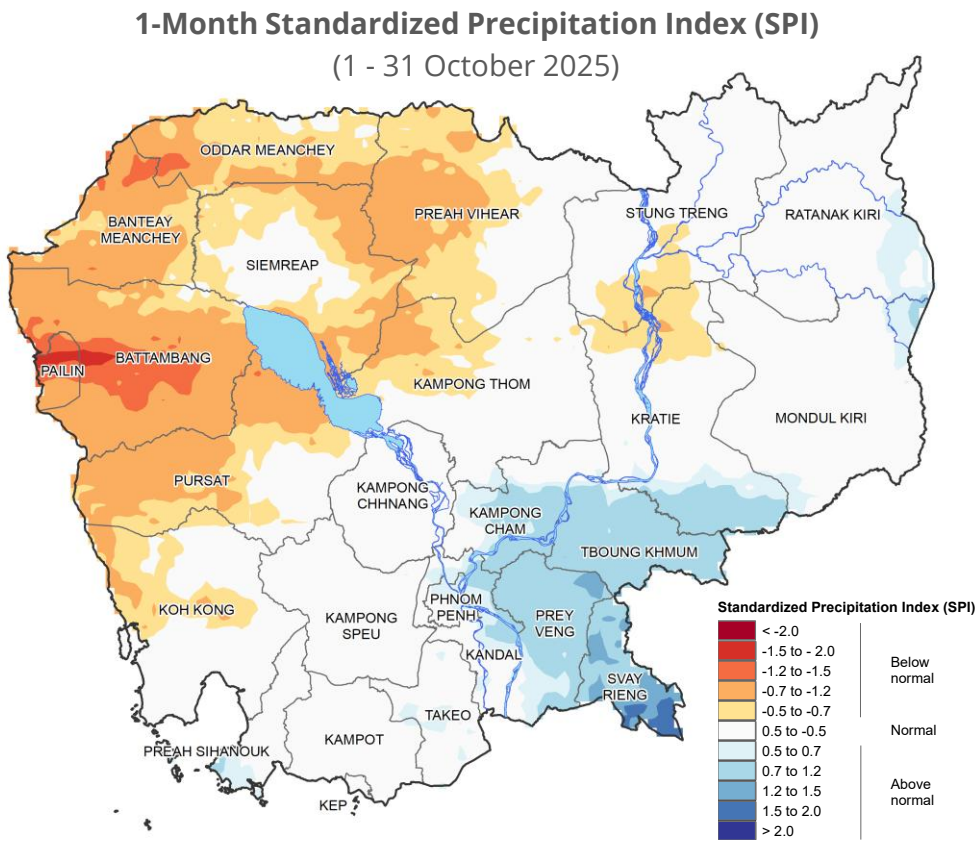 1-Month Standardized Precipitation Index (SPI)
(1 - 31 October 2025)
ODDAR MEANCHEY
BANTEAY
MEANCHEY
PREAH VIHEAR
STUNG TRENG
RATANAK KIRI
SIEMREAP
PAILIN
BATTAMBANG
KAMPONG THOM
KRATIE
MONDUL KIRI
PURSAT
KAMPONG
CHHNANG
KAMPONG
CHAM
TBOUNG KHMUM
KOH KONG
KAMPONG
SPEU
PHNOM
PENH
PREY
VENG
KANDAL
SVAY
RIENG
TAKEO
PREAH SIHANOUK
KAMPOT
KEP
Standardized Precipitation Index (SPI)
< -2.0
-1.5 to - 2.0
-1.2 to -1.5
-0.7 to -1.2
-0.5 to -0.7
Below
normal
0.5 to -0.5
Normal
0.5 to 0.7
0.7 to 1.2
1.2 to 1.5
1.5 to 2.0
> 2.0
Above
normal